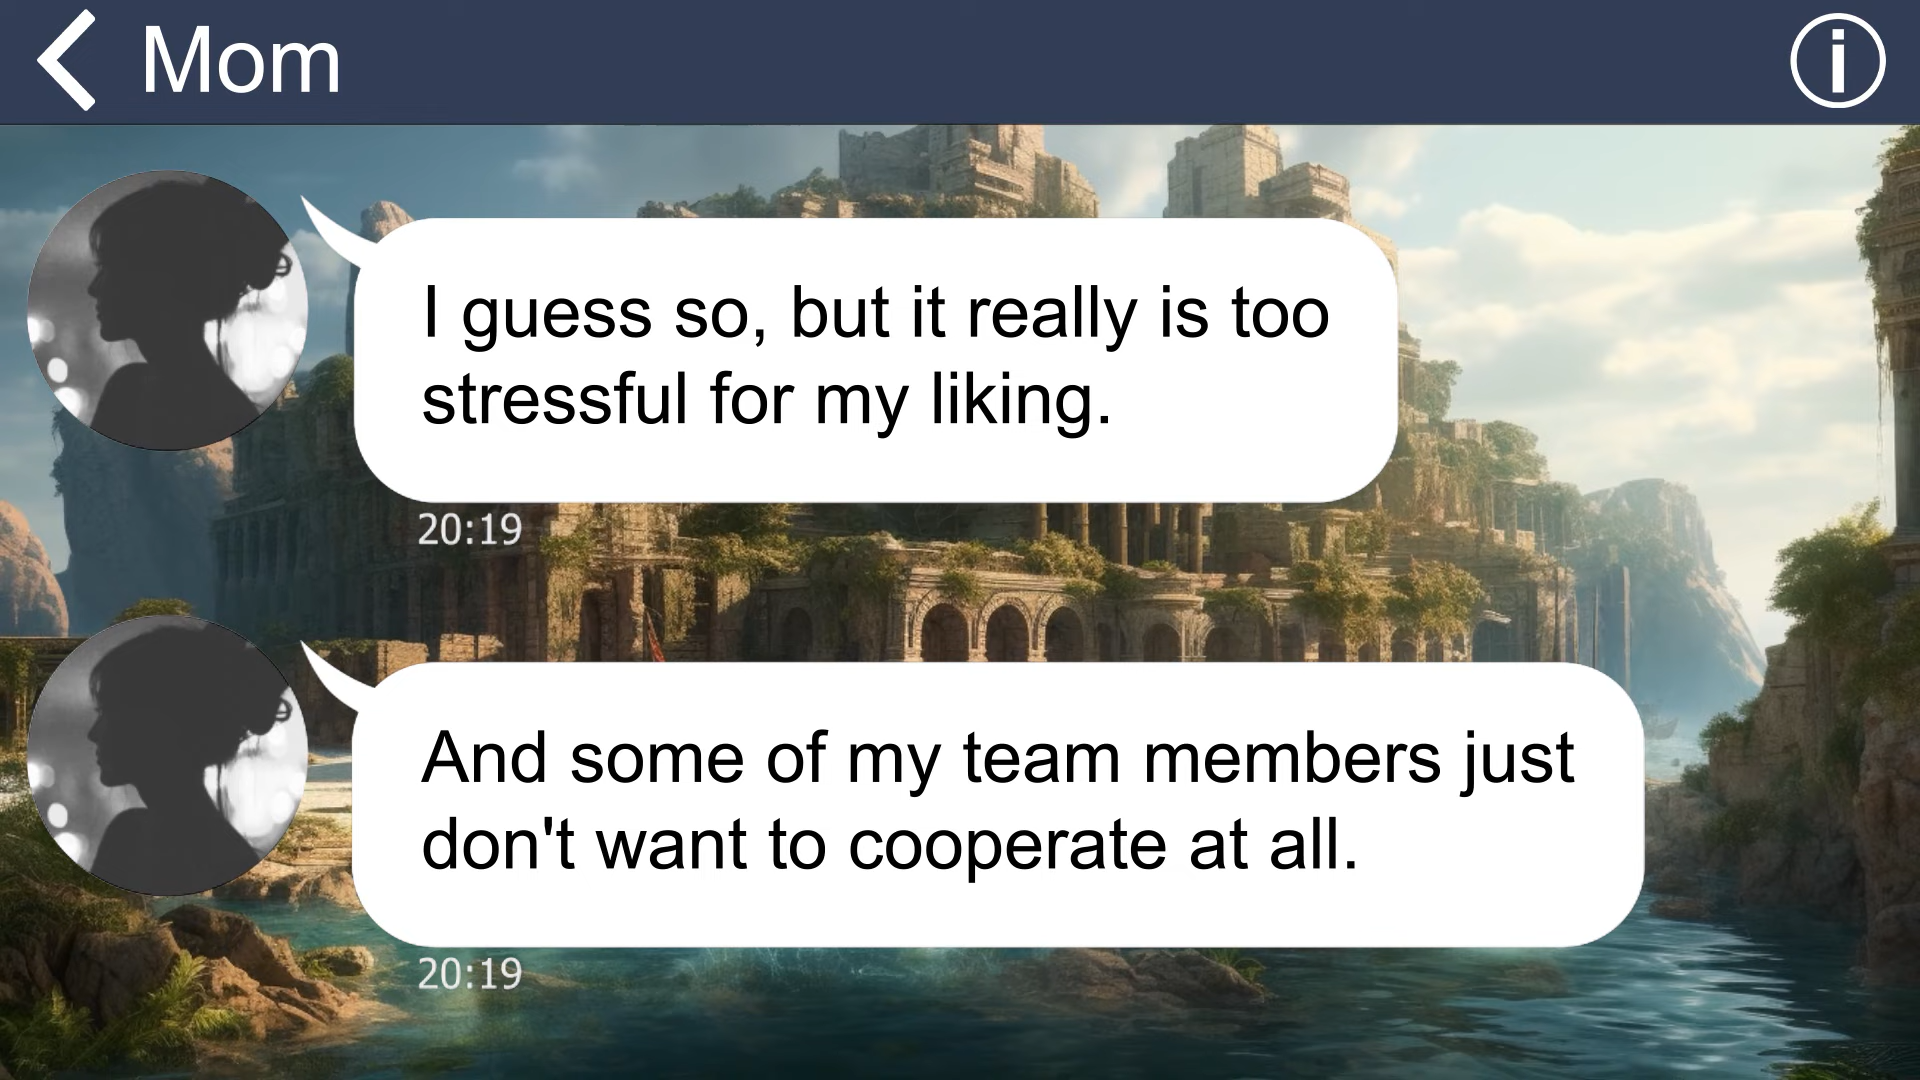 Mom
I guess so, but it really is too
stressful for my liking.
20:19
And some of my team members just
don't want to cooperate at all.
20:19